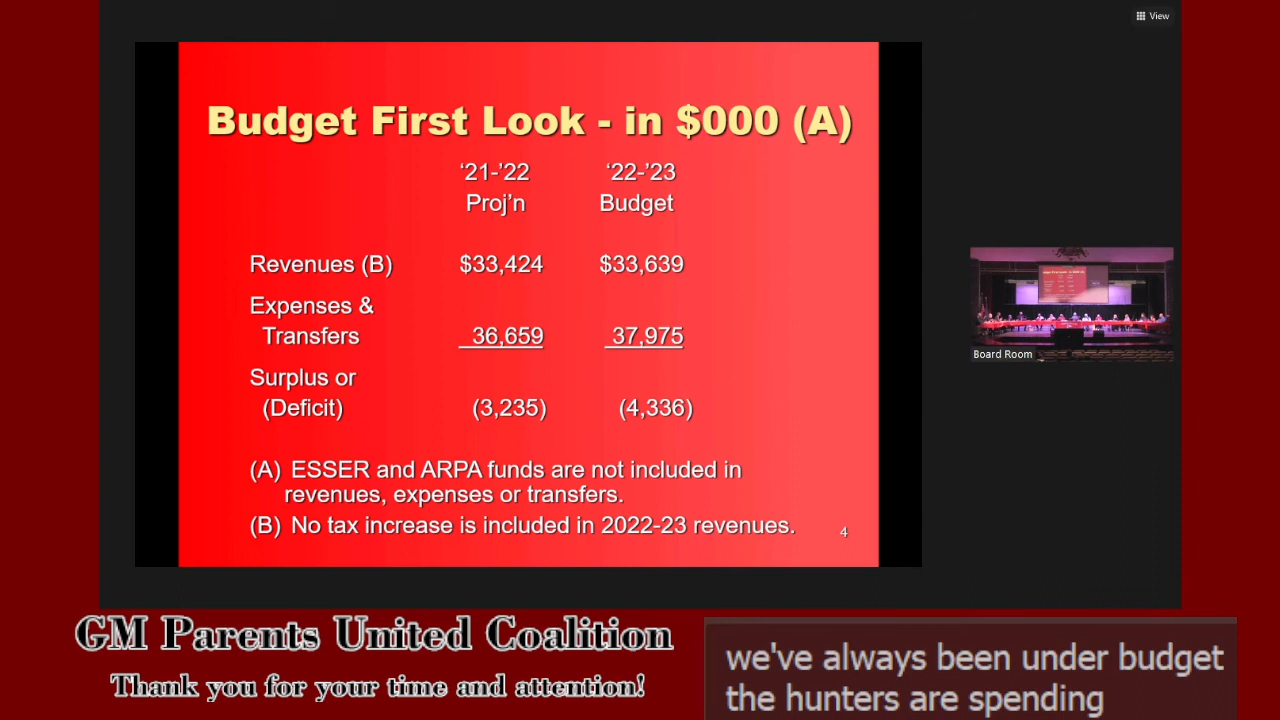 View
Budget First Look - in $000 (A)
‘21-’22 ‘22-’23
Proj’n Budget
Revenues (B) $33,424 $33,639
Expenses &
Transfers 36,659 37,975
Surplus or
(Deficit) (3,235) (4,336)
(A) ESSER and ARPA funds are not included in
revenues, expenses or transfers.
(B) No tax increase is included in 2022-23 revenues.
4
Board Room
GM Parents United Coalition
Thank you for your time and attention!
we've always been under budget
the hunters are spending